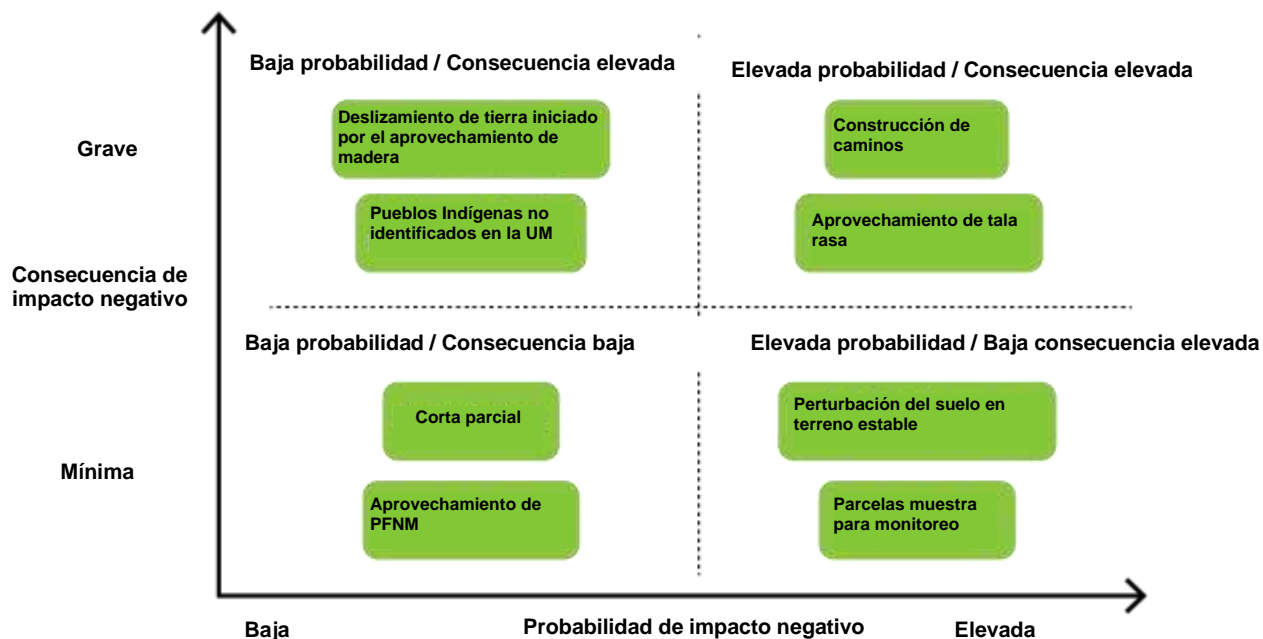 Baja probabilidad / Consecuencia elevada
Elevada probabilidad / Consecuencia elevada
Deslizamiento de tierra iniciado
por el aprovechamiento de
madera
Construcción de
caminos
Grave
Pueblos Indígenas no
identificados en la UM
Aprovechamiento de tala
rasa
Consecuencia de
impacto negativo
Baja probabilidad / Consecuencia baja
Elevada probabilidad / Baja consecuencia elevada
Corta parcial
Perturbación del suelo en
terreno estable
Mínima
Aprovechamiento de
PFNM
Parcelas muestra
para monitoreo
Baja
Probabilidad de impacto negativo
Elevada